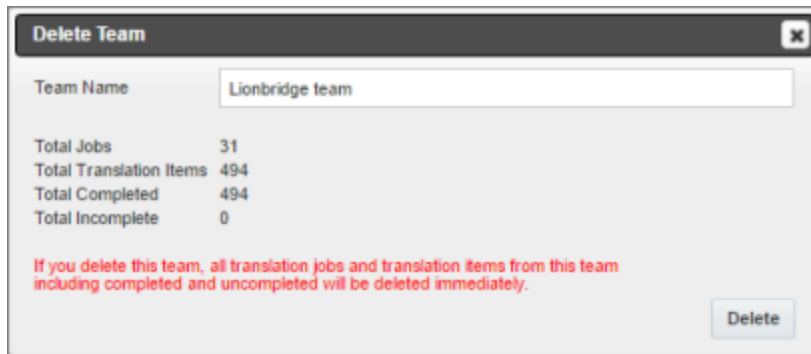 Delete Team
Team Name Lionbridge team
Total Jobs 31
Total Translation Items 494
Total Completed 494
Total Incomplete 0
If you delete this team, all translation jobs and translation items from this team
including completed and uncompleted will be deleted immediately.
Delete